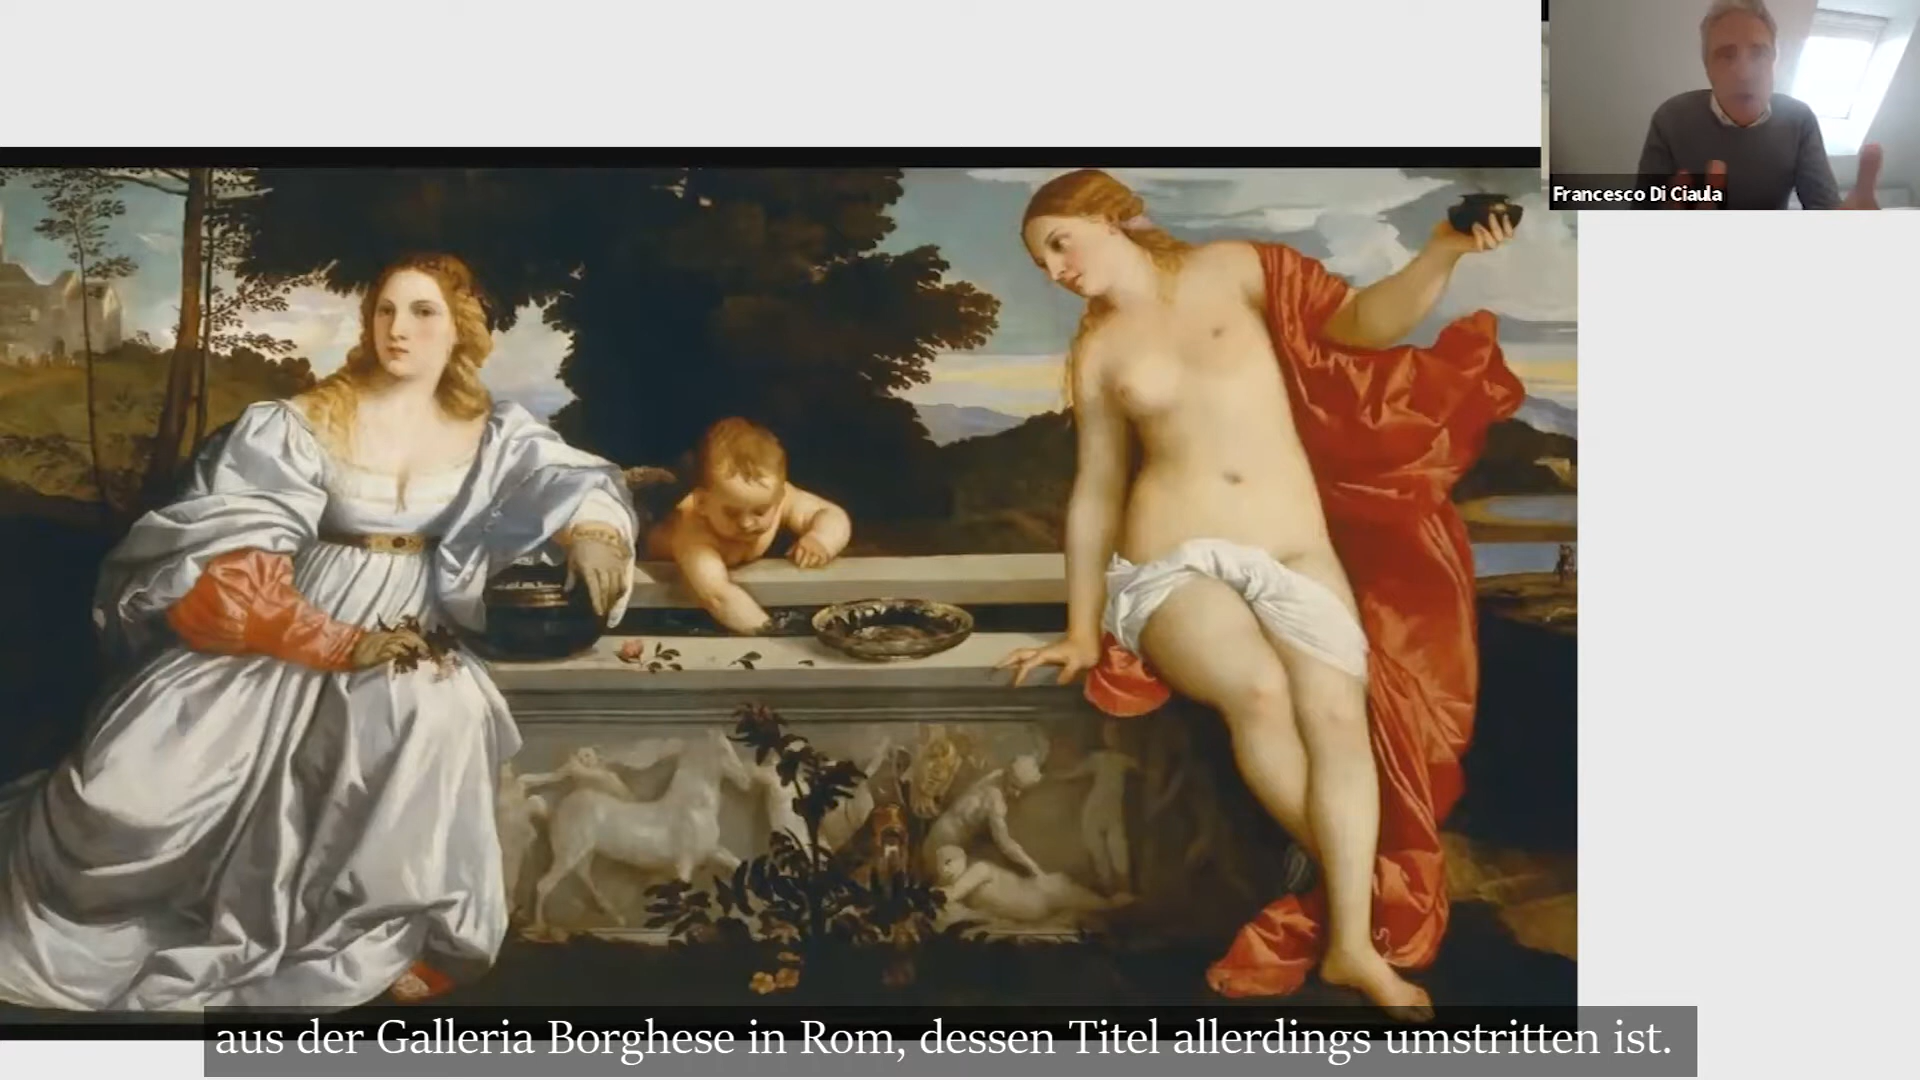 Francesco Di Ciaula
aus der Galleria Borghese in Rom, dessen Titel allerdings umstritten ist.